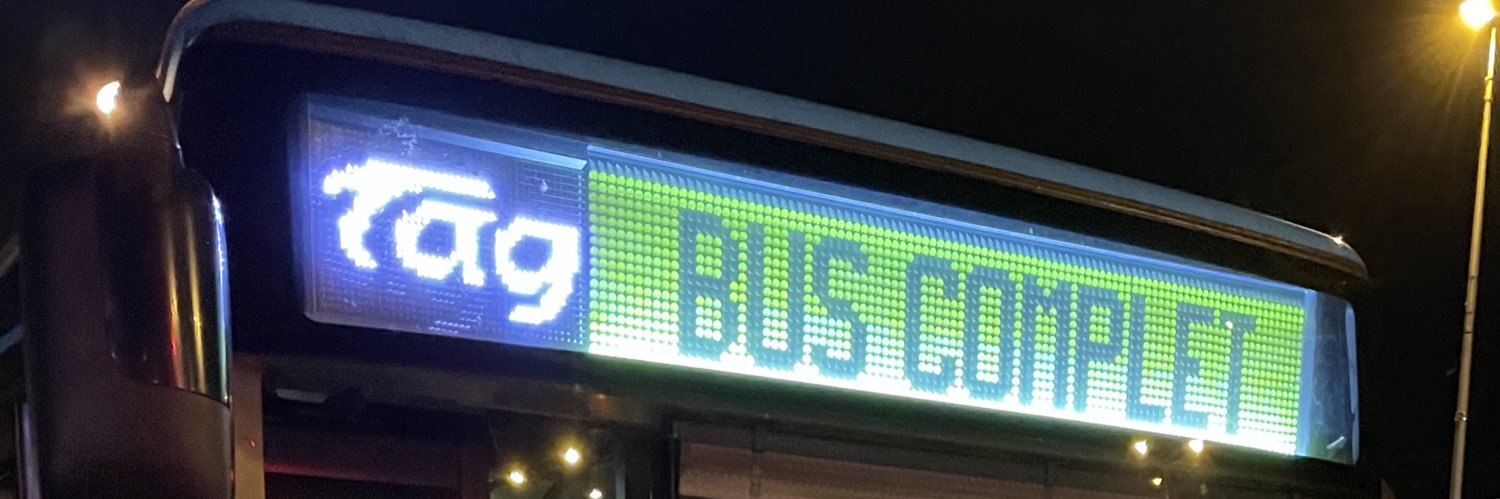 Tag BUS COMPLET